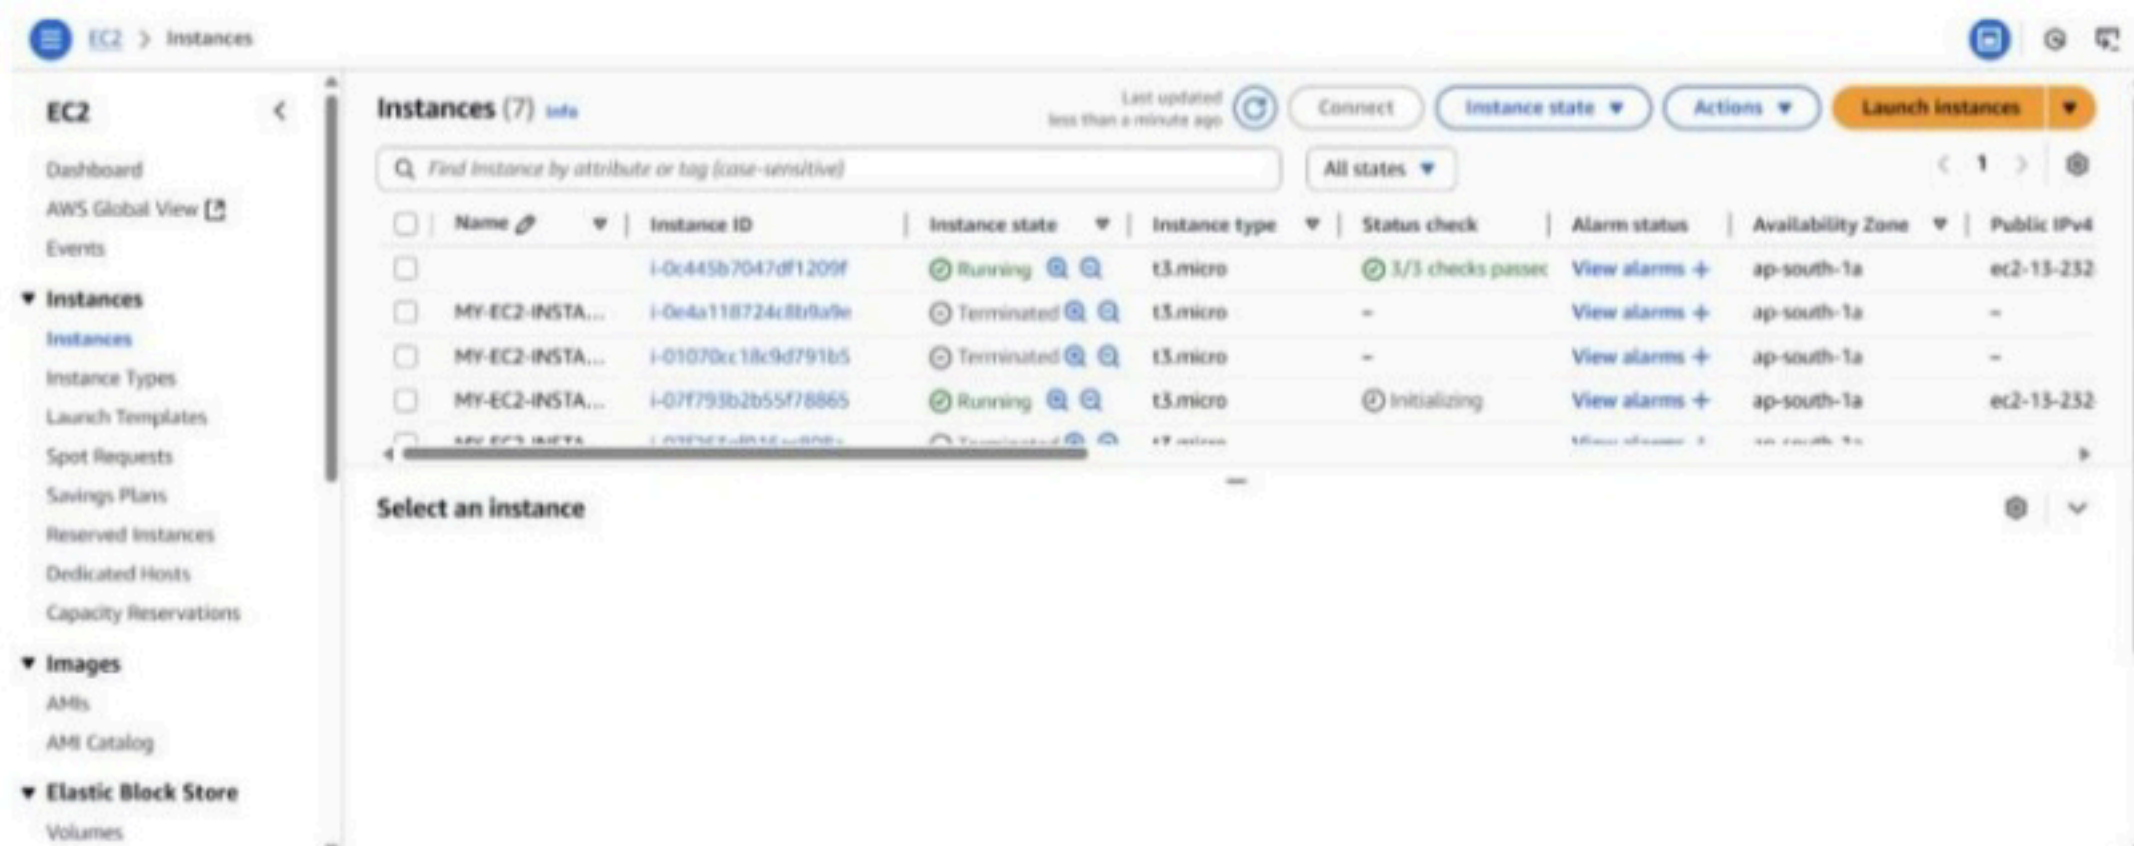 EC2 > Instances
EC2
Dashboard
AWS Global View
Events
Instances
Instances
Instance Types
Launch Templates
Spot Requests
Savings Plans
Reserved Instances
Dedicated Hosts
Capacity Reservations
Images
AMIs
AMI Catalog
Elastic Block Store
Volumes
Instances (7) Info
Last updated
less than a minute ago
Connect
Instance state
Actions
Launch instances
Find Instance by attribute or tag (case-sensitive)
All states
1
Name Instance ID Instance state Instance type Status check Alarm status Availability Zone Public IPv4
i-0c445b7047df1209f Running t3.micro 3/3 checks passec View alarms + ap-south-1a ec2-13-232
MY-EC2-INSTA... i-0e4a118724c8b9a9e Terminated t3.micro – View alarms + ap-south-1a –
MY-EC2-INSTA... i-01070cc18c9d791b5 Terminated t3.micro – View alarms + ap-south-1a –
MY-EC2-INSTA... i-07f793b2b55f78865 Running t3.micro Initializing View alarms + ap-south-1a ec2-13-232
Select an instance